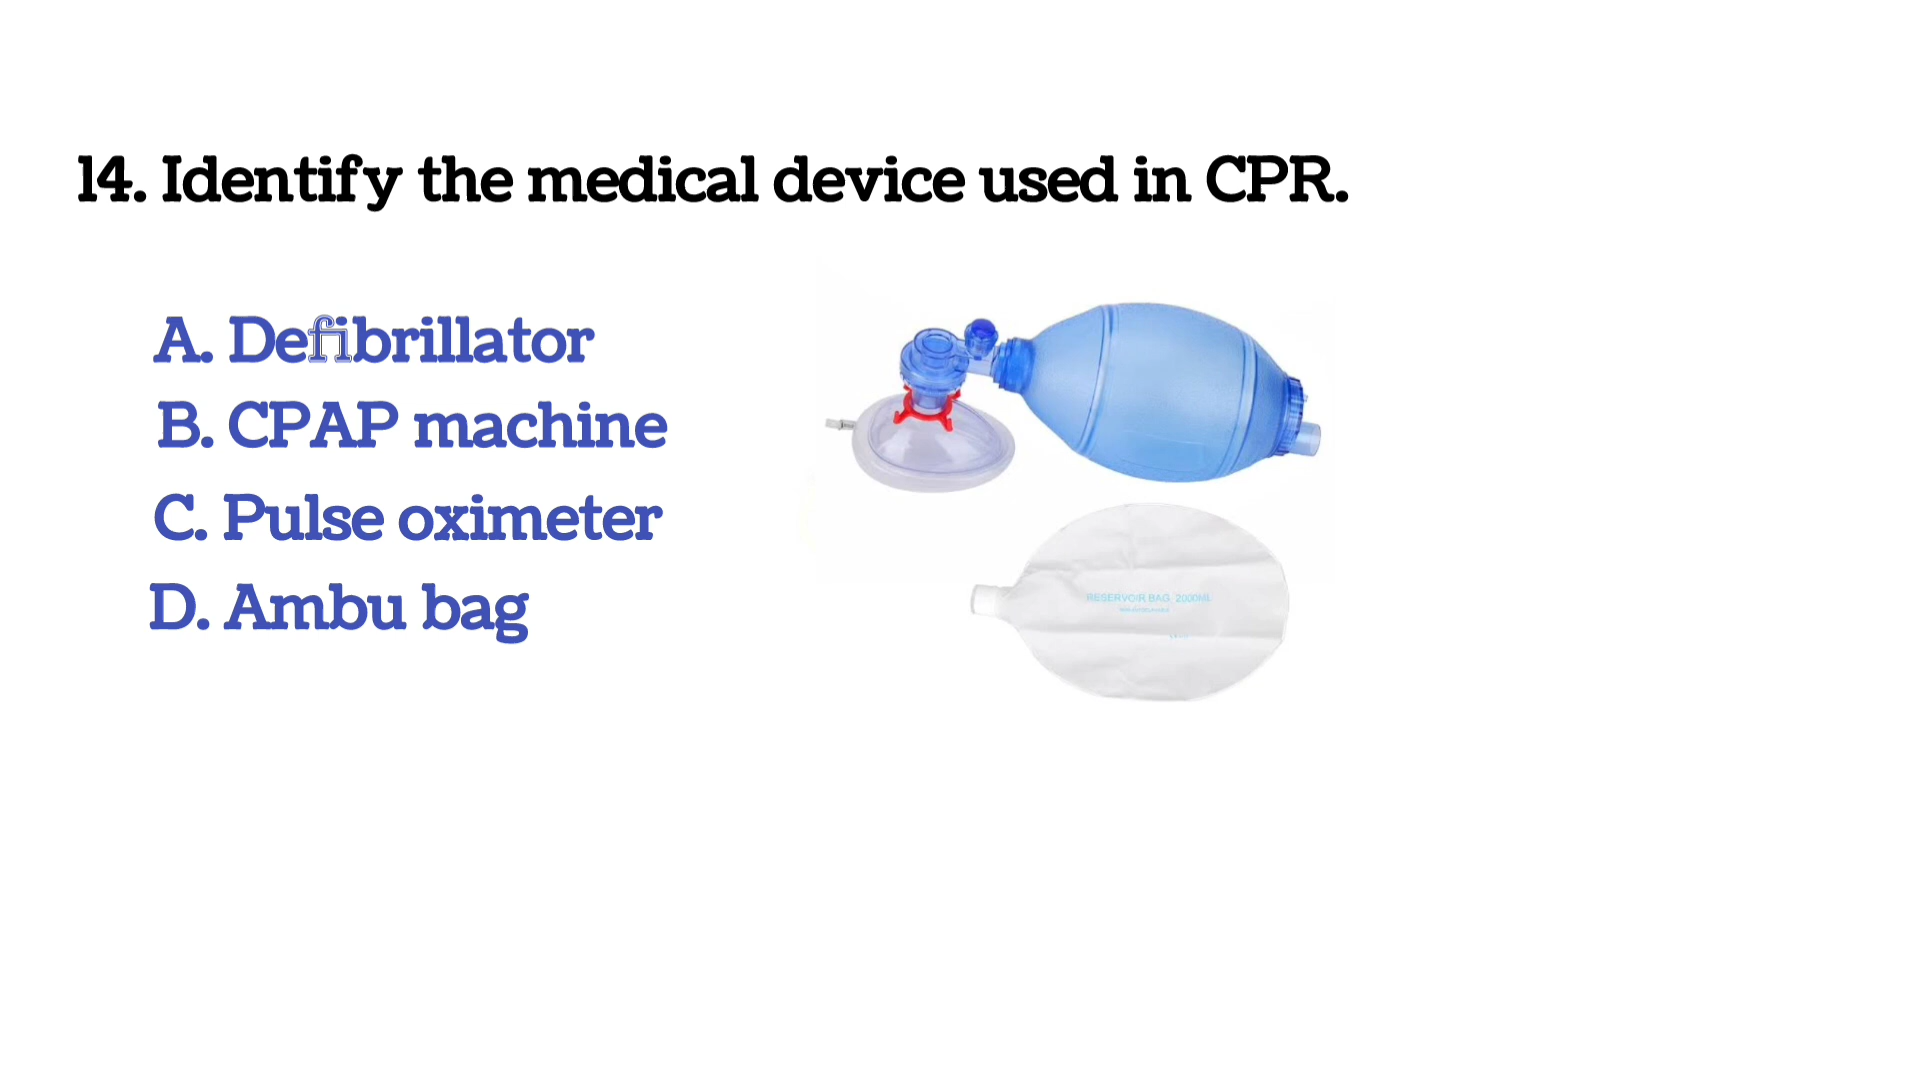 14. Identify the medical device used in CPR.
A. Defibrillator
B. CPAP machine
C. Pulse oximeter
D. Ambu bag
RESERVOIR BAG 2000ML